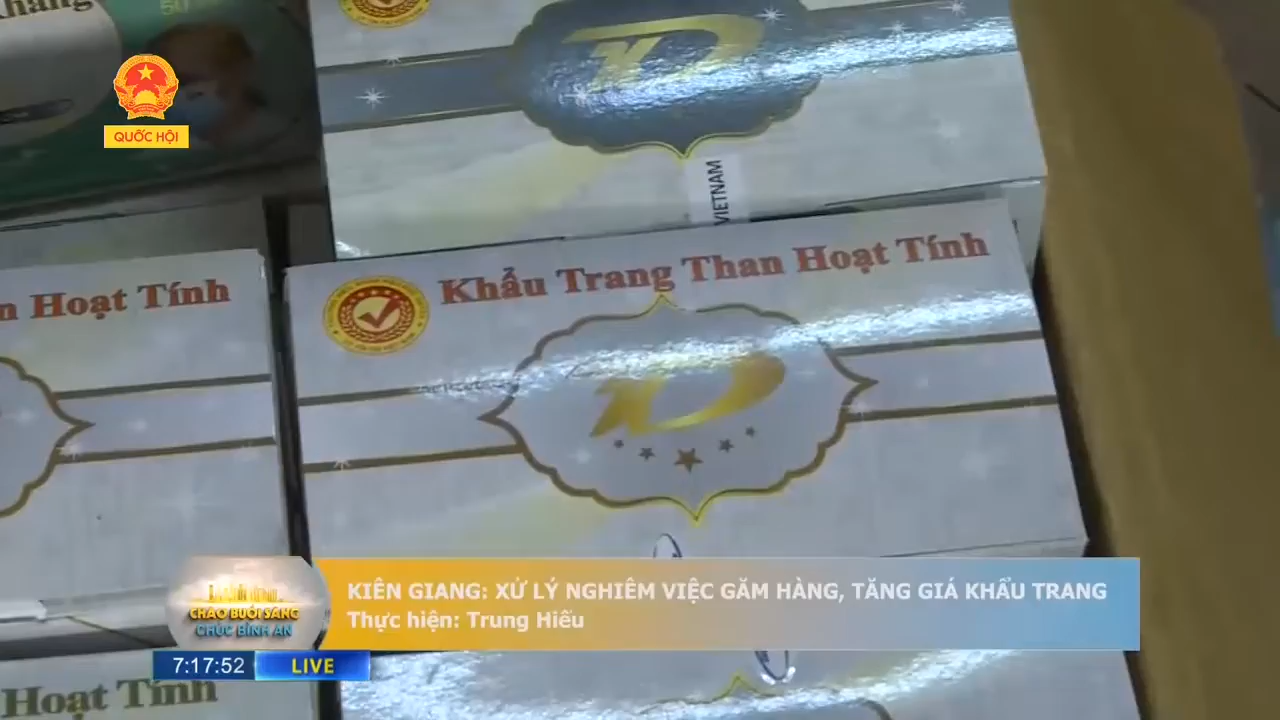 Khang
50
QUỐC HỘI
VIETNAM
Khẩu Trang Than Hoạt Tính
n Hoạt Tính
KIÊN GIANG: XỬ LÝ NGHIÊM VIỆC GĂM HÀNG, TĂNG GIÁ KHẨU TRANG
Thực hiện: Trung Hiếu
CHÀO BUỔI SÁNG
CHÚC BÌNH AN
7:17:52
LIVE
Hoạt Tính